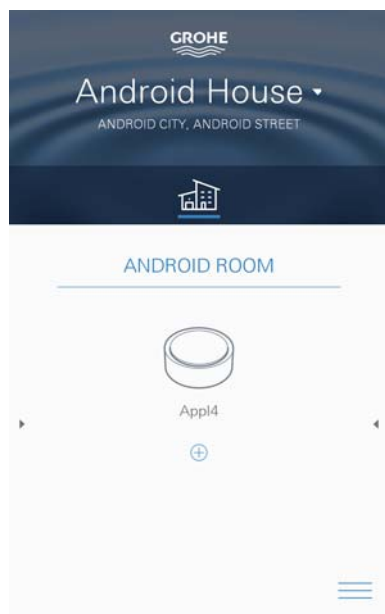 GROHE
Android House
ANDROID CITY, ANDROID STREET
ANDROID ROOM
Appl4